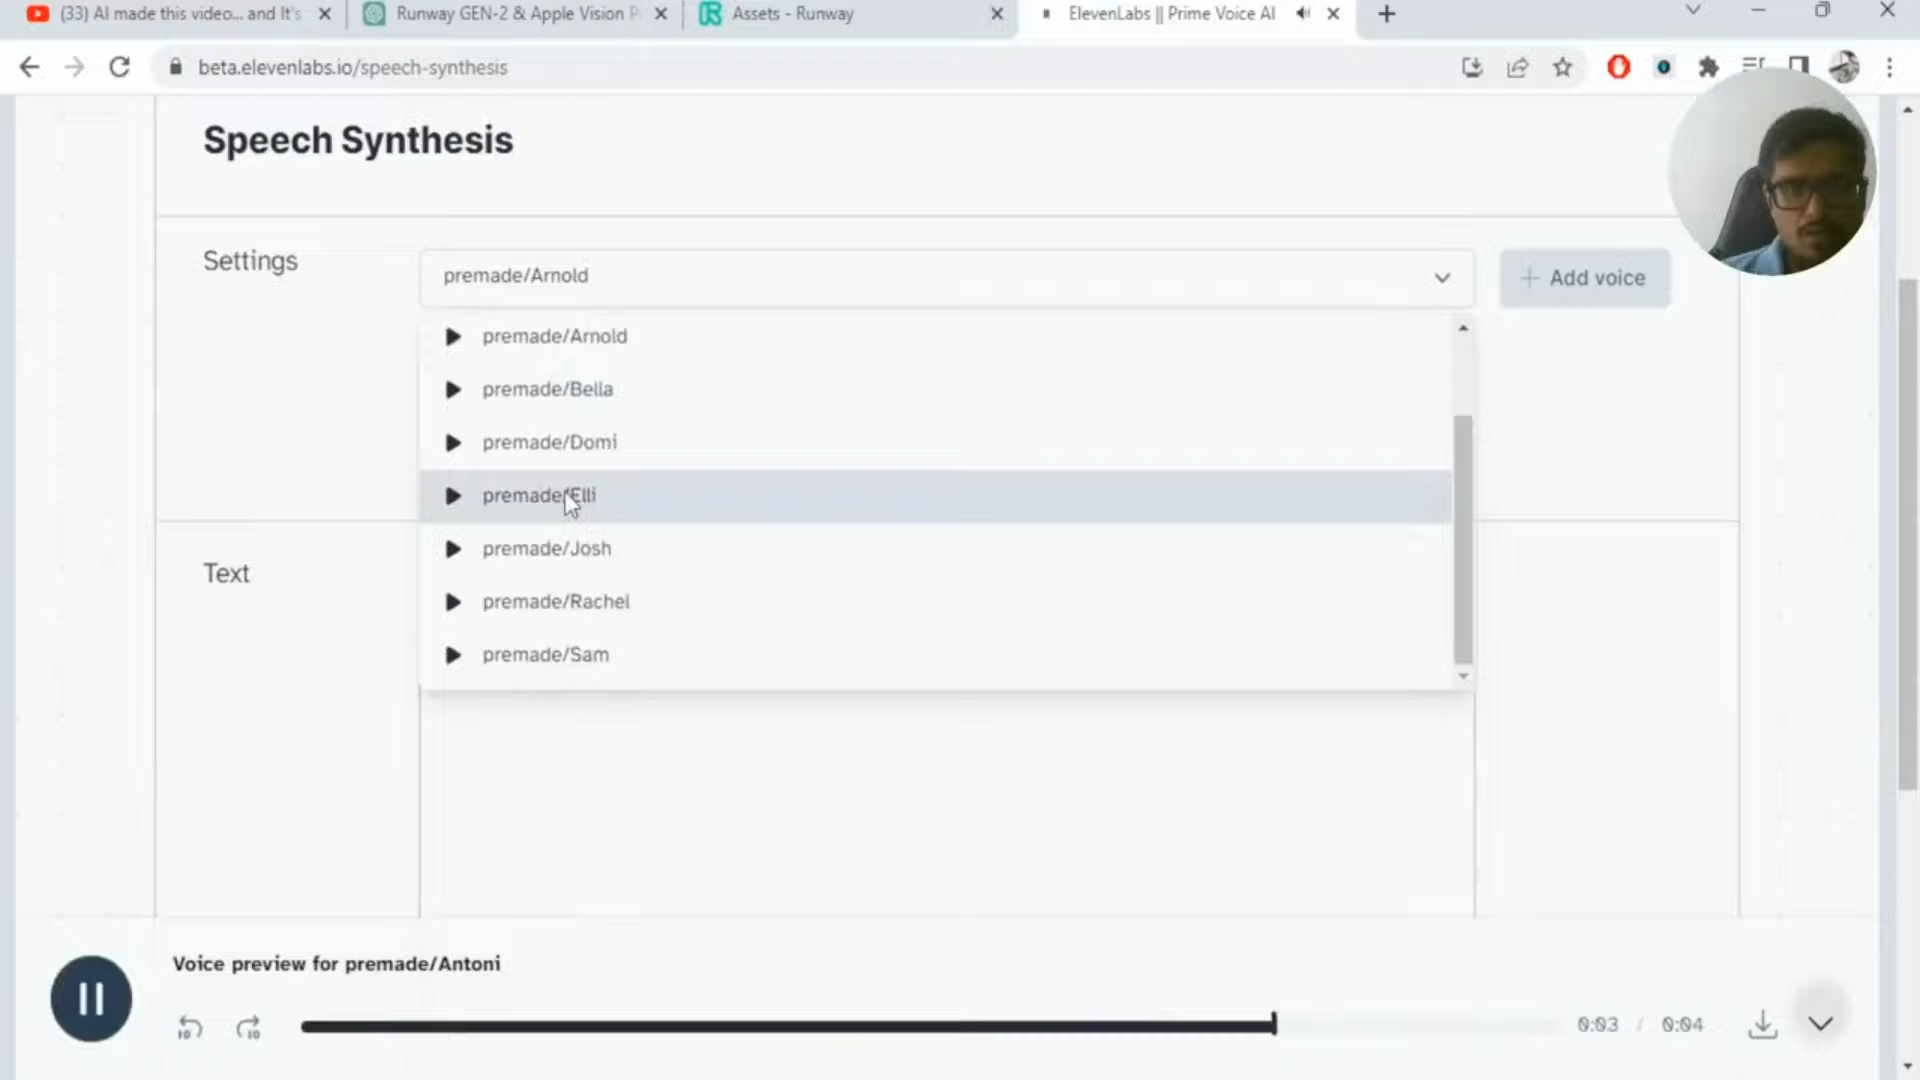 (33) AI made this video... and It's
Runway GEN-2 & Apple Vision P
Assets - Runway
ElevenLabs || Prime Voice AI
beta.elevenlabs.io/speech-synthesis
Speech Synthesis
Settings
premade/Arnold
+ Add voice
premade/Arnold
premade/Bella
premade/Domi
premade/Elli
premade/Josh
Text
premade/Rachel
premade/Sam
Voice preview for premade/Antoni
10
10
0:03 / 0:04